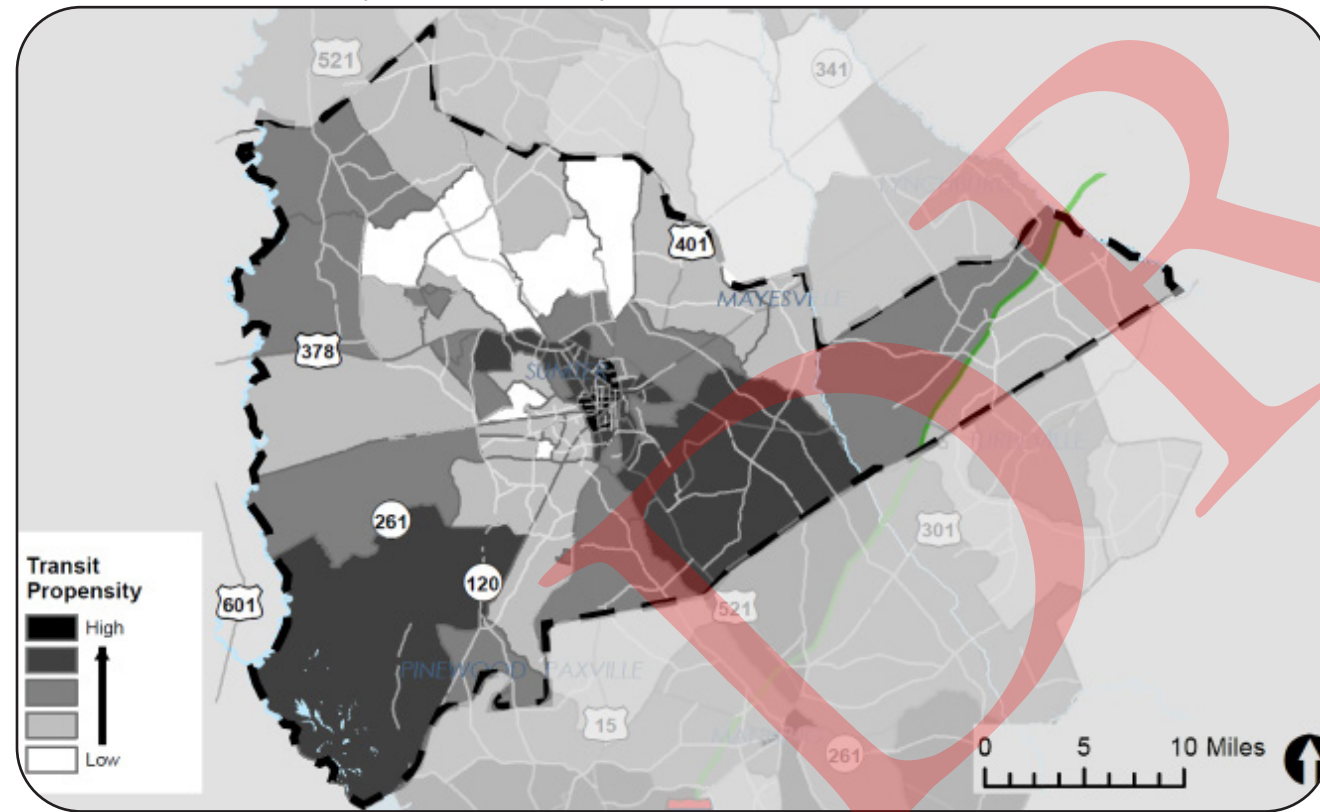 521
341
401
MAYESVILLE
378
SUMTER
261
301
120
601
521
PINEWOOD
PAXVILLE
15
261
Transit
Propensity
High
Low
0 5 10 Miles